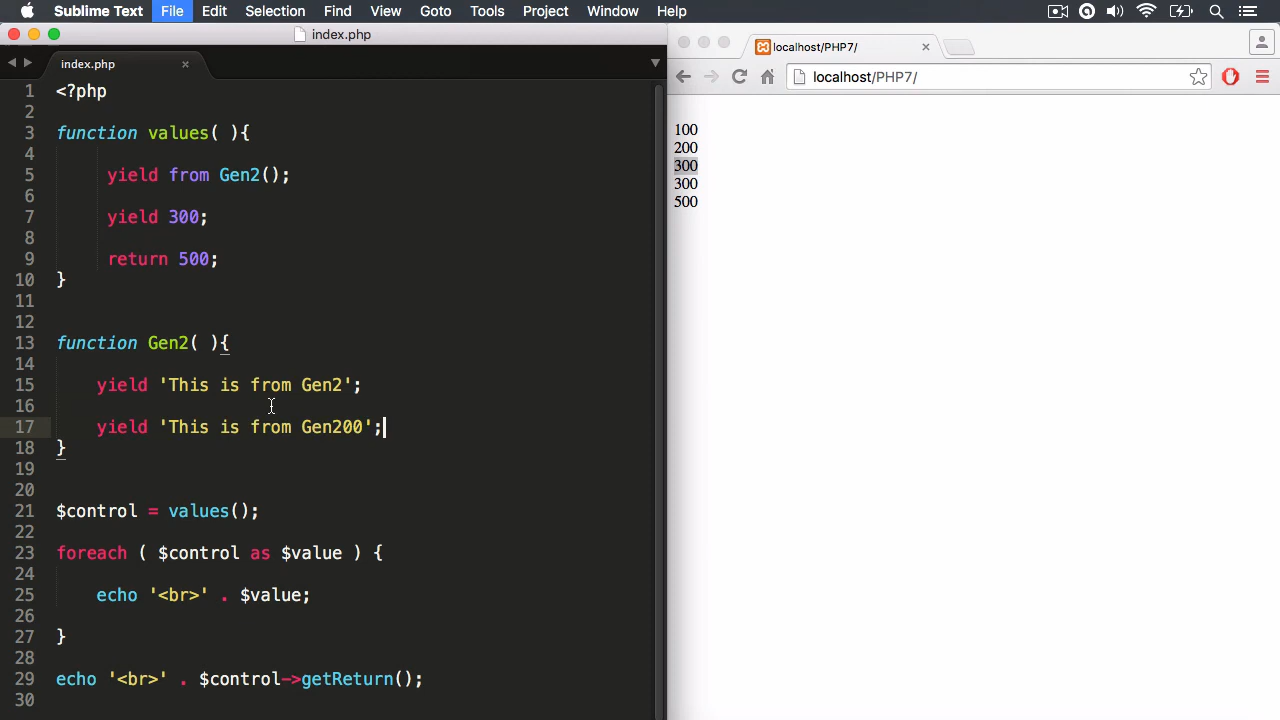 Sublime Text File Edit Selection Find View Goto Tools Project Window Help
index.php
index.php
1 <?php
2
3 function values( ){
4
5 yield from Gen2();
6
7 yield 300;
8
9 return 500;
10 }
11
12
13 function Gen2( ){
14
15 yield 'This is from Gen2';
16
17 yield 'This is from Gen200';
18 }
19
20
21 $control = values();
22
23 foreach ( $control as $value ) {
24
25 echo '<br>' . $value;
26
27 }
28
29 echo '<br>' . $control->getReturn();
30
localhost/PHP7/
localhost/PHP7/
100
200
300
300
500